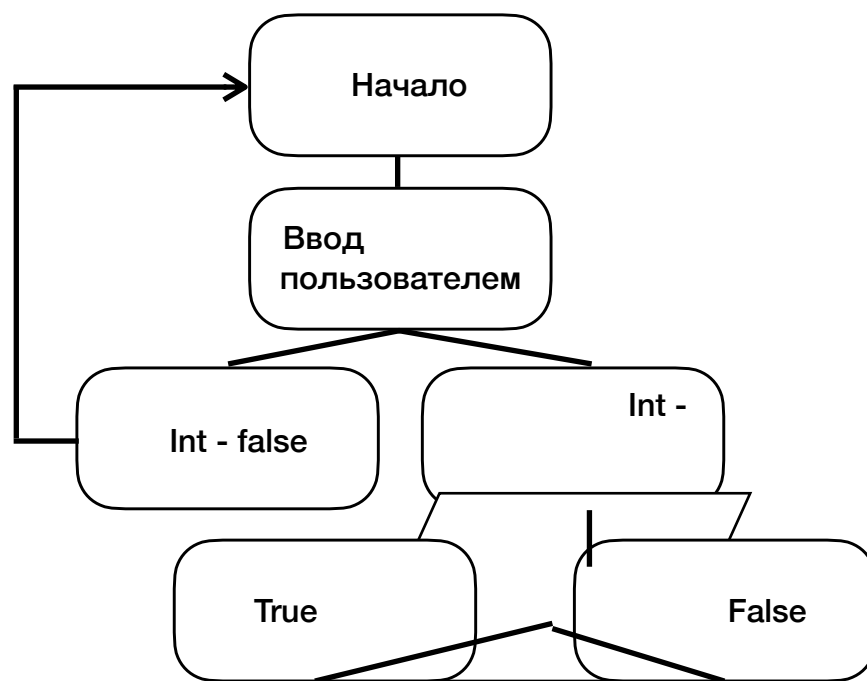 Начало
Ввод
пользователем
Int - false
Int -
True
False